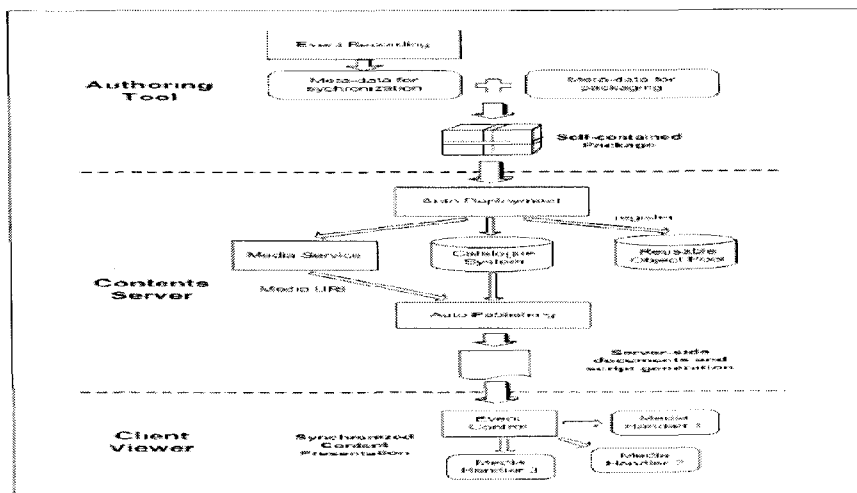 Event Recording
Authoring
Tool
Meta-data for
sychronization
Meta-data for
packaging
Self-contained
Package
Auto Deployment
register
Media Service
Catalogue
System
Reusable
Object Pool
Contents
Server
Media URI
Auto Publishing
Server-side
documents and
script generation
Client
Viewer
Synchronized
Content
Presentation
Event
Control
Media
Handler 1
Media
Handler 2
Media
Handler 3